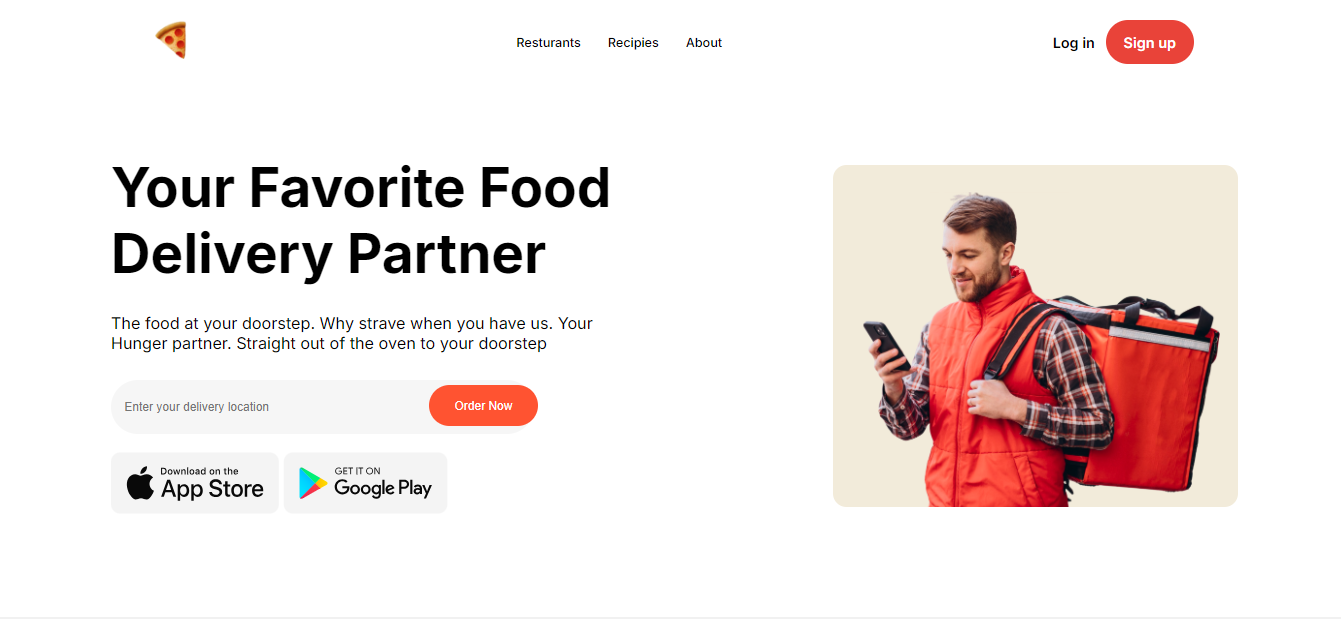 Resturants
Recipies
About
Log in
Sign up
Your Favorite Food
Delivery Partner
The food at your doorstep. Why strave when you have us. Your
Hunger partner. Straight out of the oven to your doorstep
Enter your delivery location
Order Now
Download on the
App Store
GET IT ON
Google Play